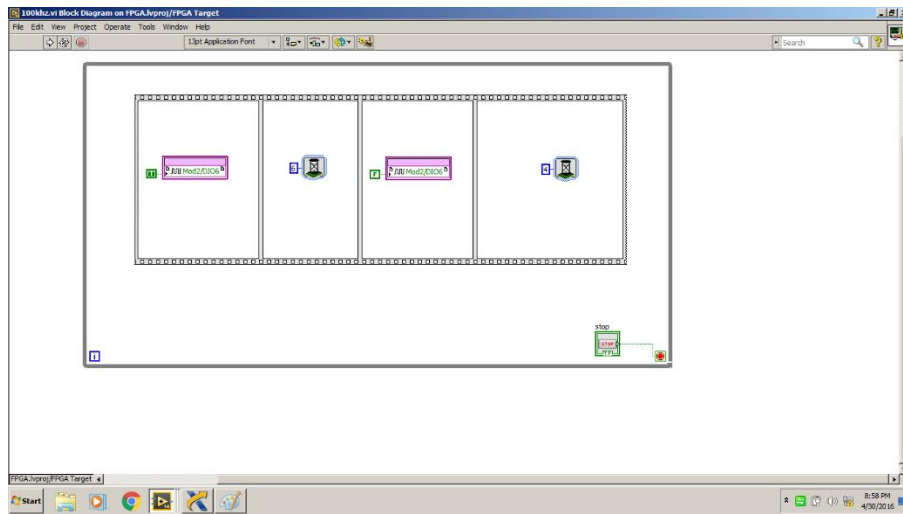 100khz.vi Block Diagram on FPGA.lvproj/FPGA Target
File Edit View Project Operate Tools Window Help
13pt Application Font
Search
Mod2/DIO6
F
Mod2/DIO6
4
stop
STOP
i
FPGA.lvproj/FPGA Target
Start
8:58 PM
4/30/2016